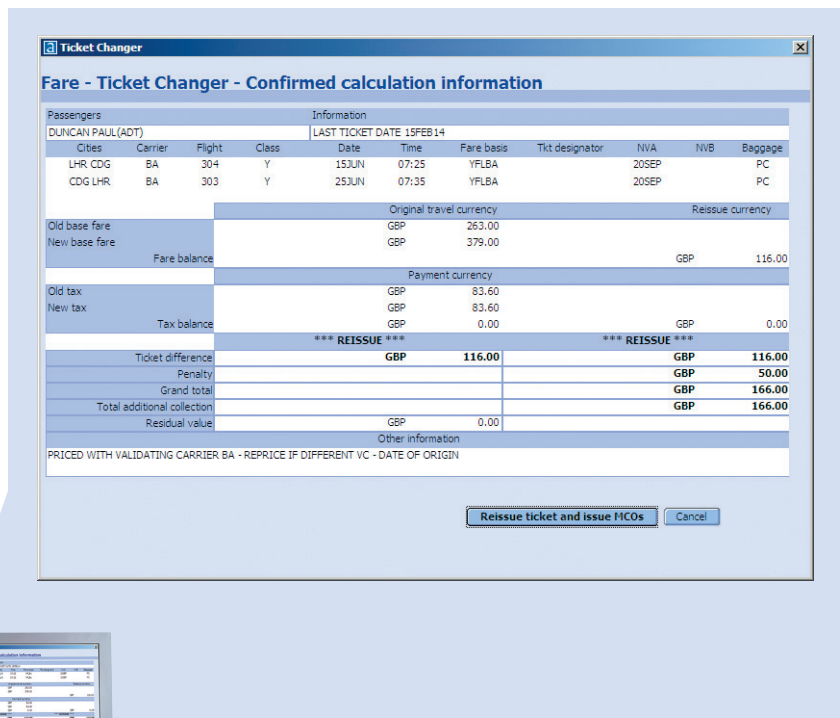 a Ticket Changer X
Fare - Ticket Changer - Confirmed calculation information
Passengers Information
DUNCAN PAUL(ADT) LAST TICKET DATE 15FEB14
Cities Carrier Flight Class Date Time Fare basis Tkt designator NVA NVB Baggage
LHR CDG BA 304 Y 15JUN 07:25 YFLBA 20SEP PC
CDG LHR BA 303 Y 25JUN 07:35 YFLBA 20SEP PC
Original travel currency Reissue currency
Old base fare GBP 263.00
New base fare GBP 379.00
Fare balance GBP 116.00
Payment currency
Old tax GBP 83.60
New tax GBP 83.60
Tax balance GBP 0.00 GBP 0.00
*** REISSUE *** *** REISSUE ***
Ticket difference GBP 116.00 GBP 116.00
Penalty GBP 50.00
Grand total GBP 166.00
Total additional collection GBP 166.00
Residual value GBP 0.00
Other information
PRICED WITH VALIDATING CARRIER BA - REPRICE IF DIFFERENT VC - DATE OF ORIGIN
Reissue ticket and issue MCOs Cancel